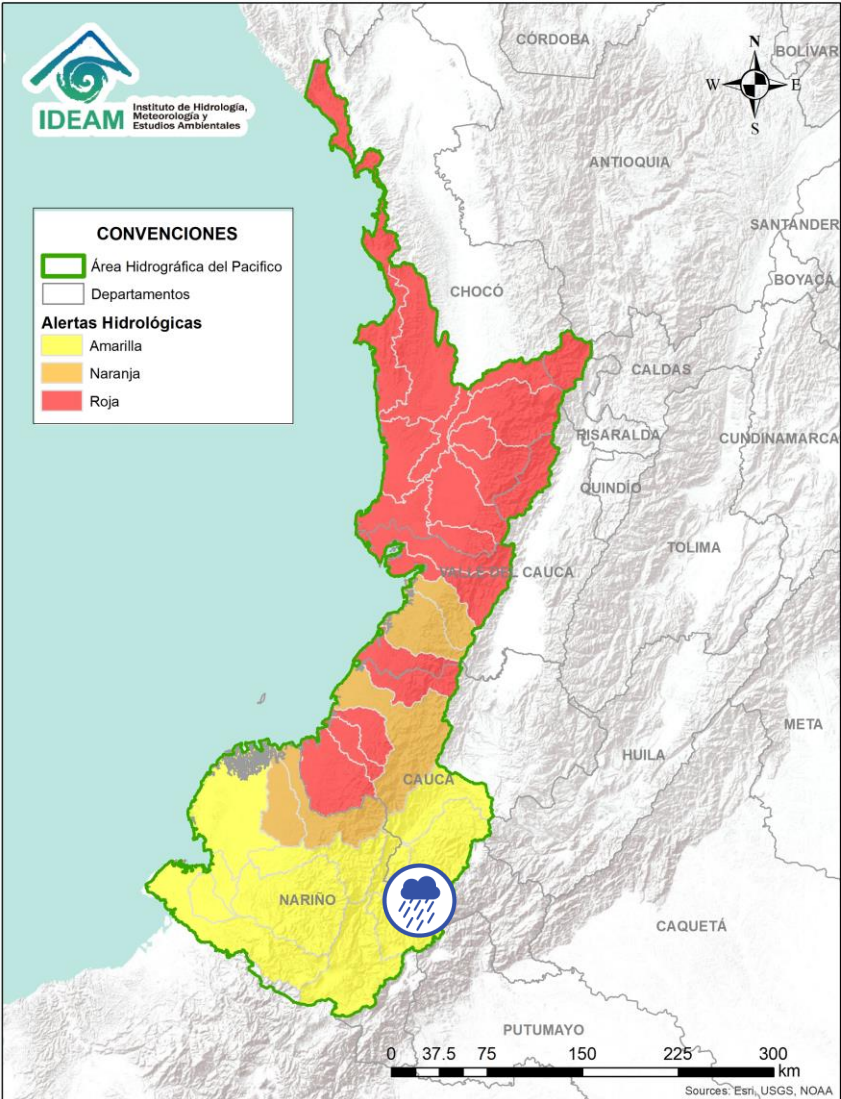 IDEAM
Instituto de Hidrología,
Meteorología y
Estudios Ambientales
CÓRDOBA
BOLÍVAR
N
W
E
S
ANTIOQUIA
SANTANDER
BOYACÁ
CHOCÓ
CONVENCIONES
Área Hidrográfica del Pacifico
Departamentos
Alertas Hidrológicas
Amarilla
Naranja
Roja
CALDAS
RISARALDA
CUNDINAMARCA
QUINDÍO
TOLIMA
VALLE DEL CAUCA
META
HUILA
CAUCA
NARIÑO
CAQUETÁ
PUTUMAYO
0 37.5 75 150 225 300
km
Sources: Esri, USGS, NOAA